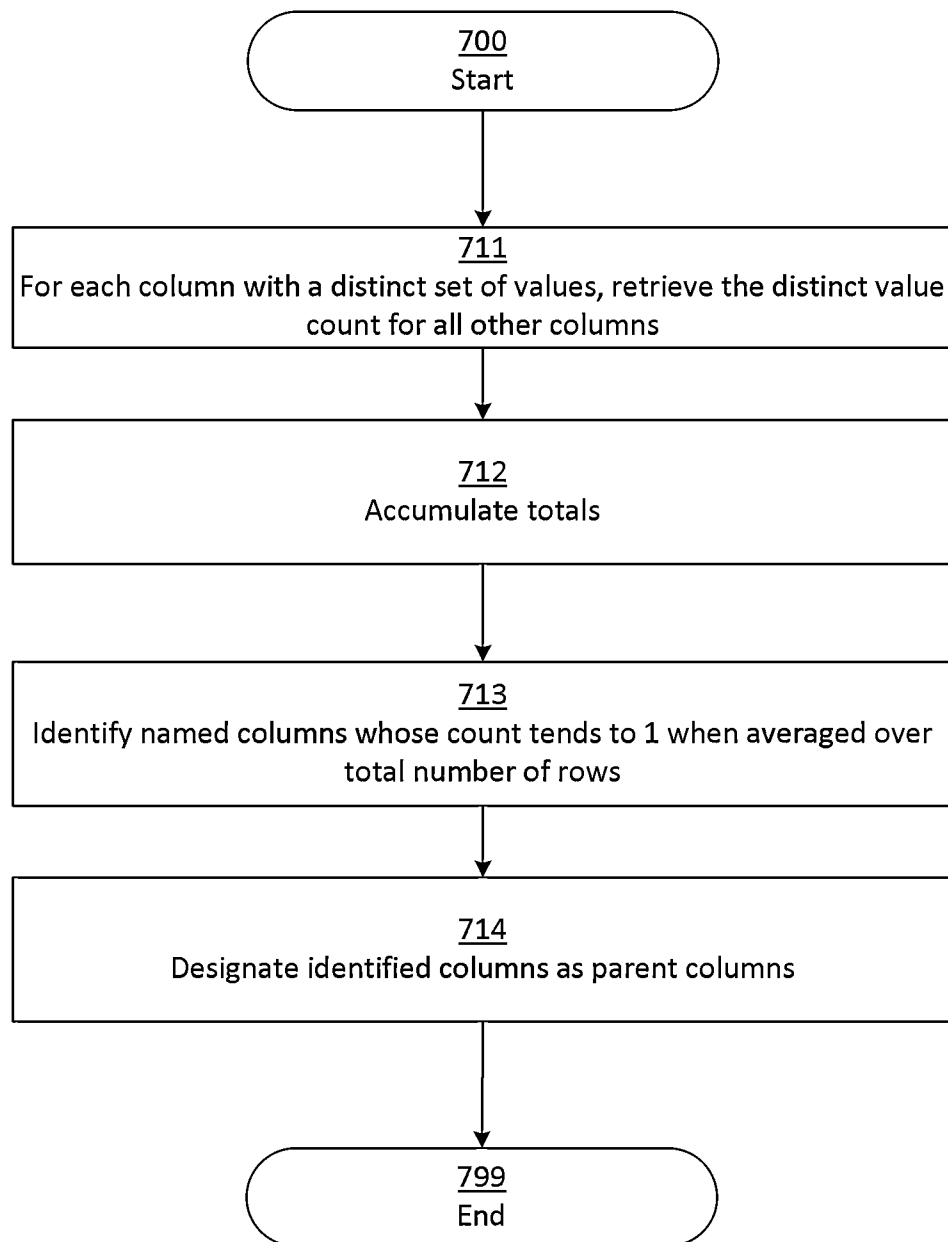 700
Start
711
For each column with a distinct set of values, retrieve the distinct value
count for all other columns
712
Accumulate totals
713
Identify named columns whose count tends to 1 when averaged over
total number of rows
714
Designate identified columns as parent columns
799
End